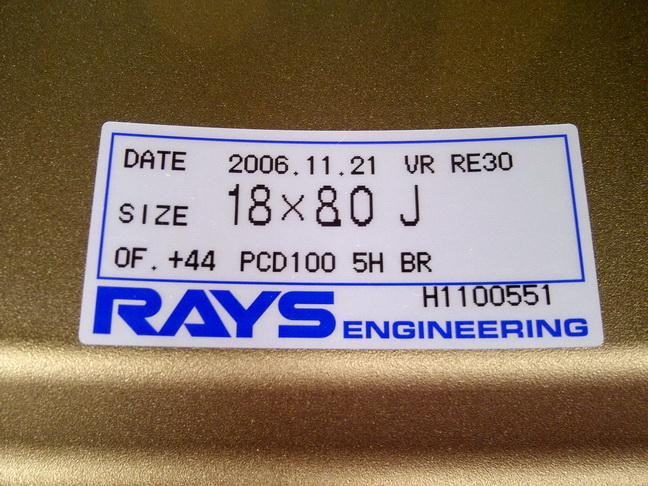 DATE 2006.11.21 VR RE30
SIZE 18×8.0 J
OF. +44 PCD100 5H BR
H1100551
RAYS ENGINEERING